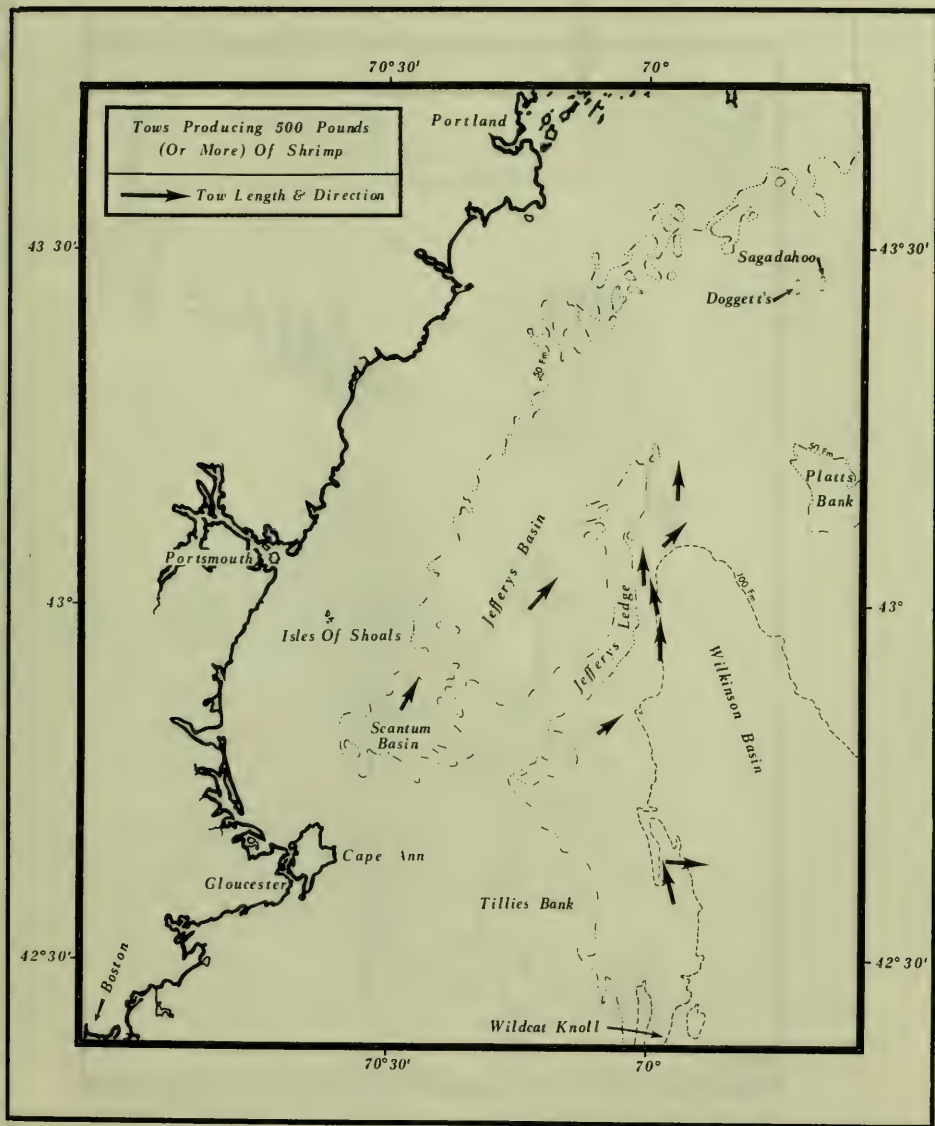 70°30'
70°
Tows Producing 500 Pounds
(Or More) Of Shrimp
Tow Length & Direction
Portland
43 30'
43°30'
Sagadahoo
Doggett's
50 Fm
50 Fm
Platts
Bank
Portsmouth
Jefferys Basin
100 Fm
43°
43°
Isles Of Shoals
Jefferys Ledge
Wilkinson Basin
Scantum
Basin
Cape Ann
Gloucester
Tillies Bank
Boston
42°30'
42°30'
Wildcat Knoll
70°30'
70°